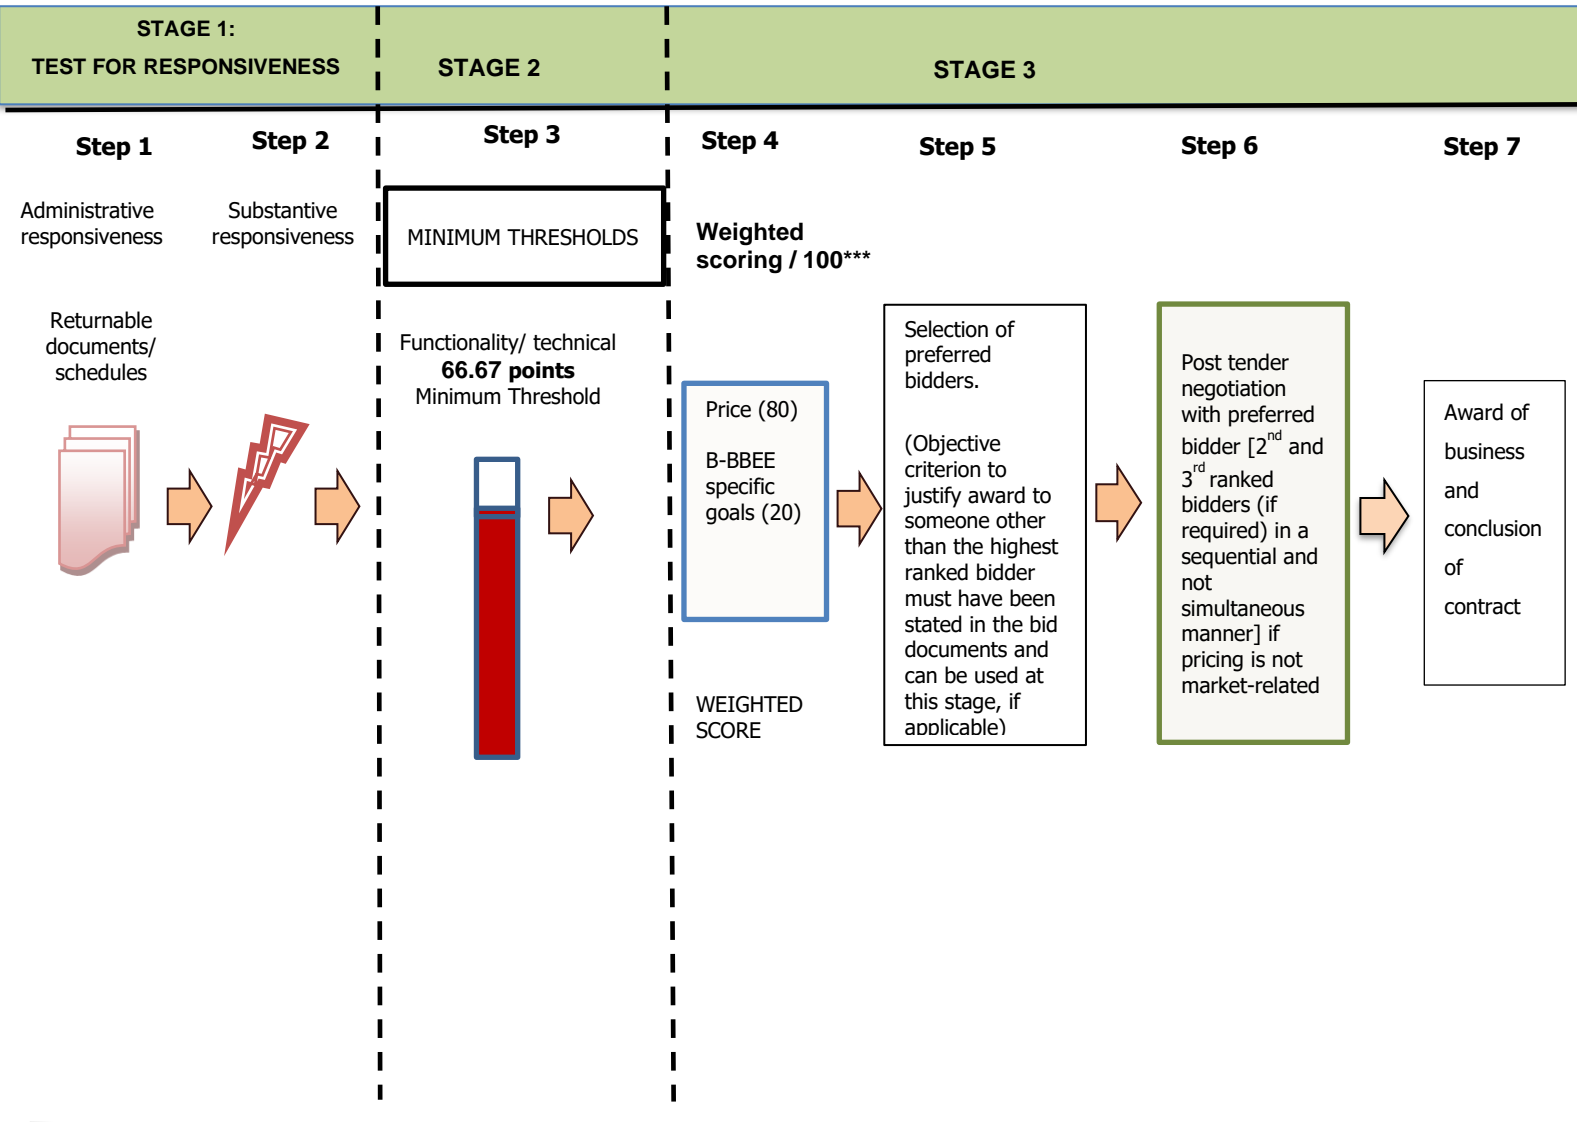 STAGE 1:
TEST FOR RESPONSIVENESS
STAGE 2
STAGE 3
Step 1
Step 2
Step 3
Step 4
Step 5
Step 6
Step 7
Administrative
responsiveness
Returnable
documents/
schedules
Substantive
responsiveness
MINIMUM THRESHOLDS
Functionality/ technical
66.67 points
Minimum Threshold
Weighted
scoring / 100***
Price (80)
B-BBEE
specific
goals (20)
WEIGHTED
SCORE
Selection of
preferred
bidders.
(Objective
criterion to
justify award to
someone other
than the highest
ranked bidder
must have been
stated in the bid
documents and
can be used at
this stage, if
applicable)
Post tender
negotiation
with preferred
bidder [2nd and
3rd ranked
bidders (if
required) in a
sequential and
not
simultaneous
manner] if
pricing is not
market-related
Award of
business
and
conclusion
of
contract